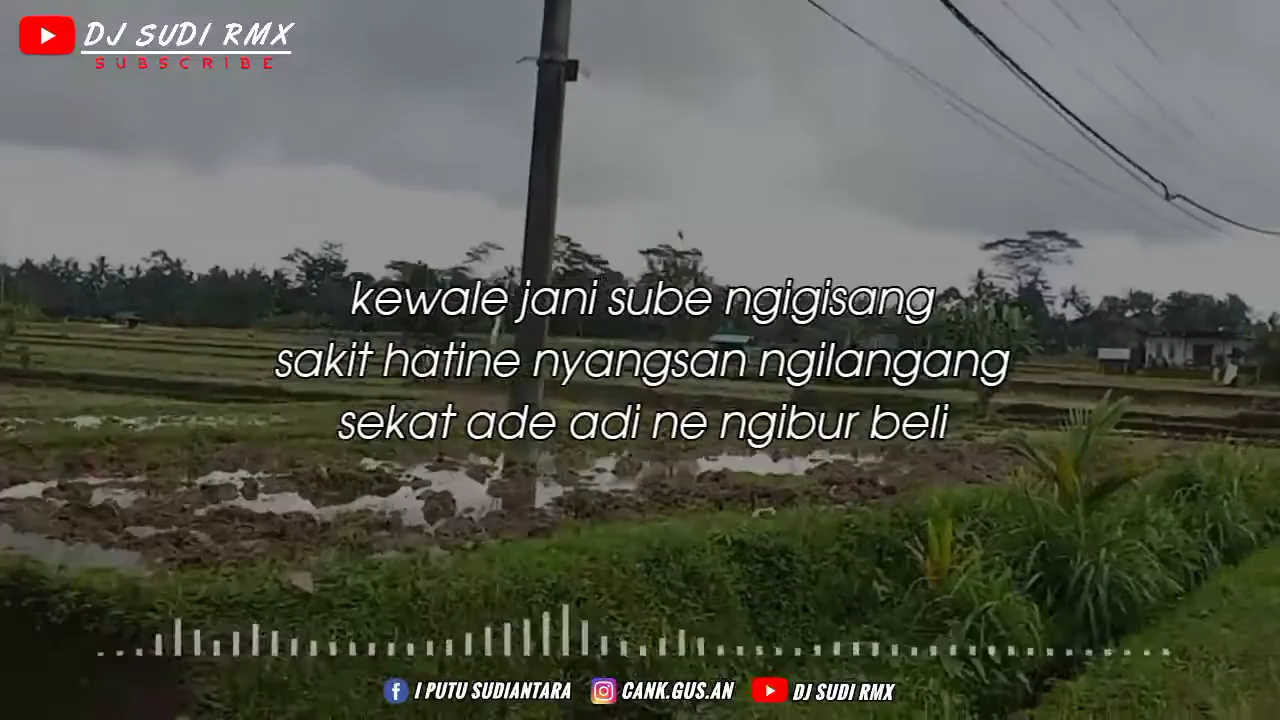 DJ SUDI RMX
SUBSCRIBE
kewale jani sube ngigisang
sakit hatine nyangsan ngilangang
sekat ade adi ne ngibur beli
I PUTU SUDIANTARA CANK.GUS.AN DJ SUDI RMX